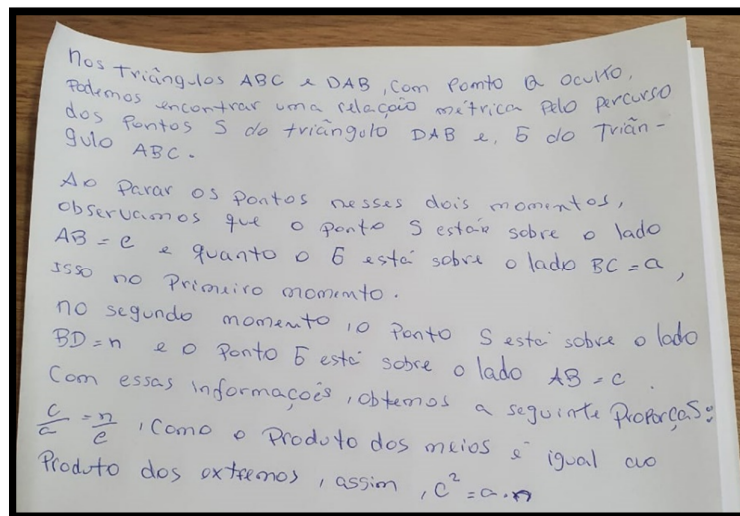 Nos triângulos ABC e DAB, com ponto Q oculto,
Podemos encontrar uma relação métrica pelo percurso
dos pontos S do triângulo DAB e, G do Triân-
gulo ABC.
Ao Parar os pontos nesses dois momentos,
observamos que o ponto S está sobre o lado
AB = c e quanto o G está sobre o lado BC = a,
Isso no Primeiro momento.
no segundo momento, o Ponto S está sobre o lado
BD = n e o Ponto G está sobre o lado AB = c.
Com essas informações, obtemos a seguinte Proporção:
c/a = n/c, Como o Produto dos meios é igual ao
Produto dos extremos, assim, c² = a.n